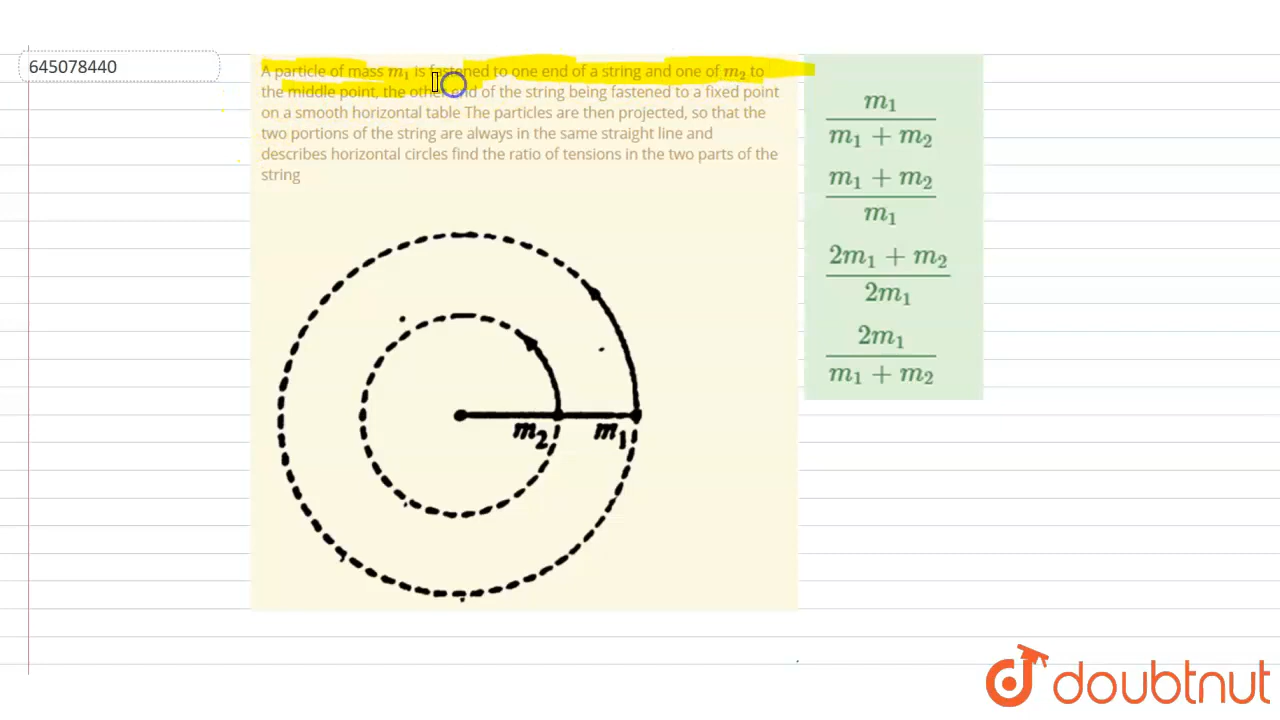 645078440
A particle of mass m₁ is fastened to one end of a string and one of m₂ to
the middle point, the other end of the string being fastened to a fixed point
on a smooth horizontal table The particles are then projected, so that the
two portions of the string are always in the same straight line and
describes horizontal circles find the ratio of tensions in the two parts of the
string
m₁
m₁ + m₂
m₁ + m₂
m₁
2m₁ + m₂
2m₁
2m₁
m₁ + m₂
m₂ m₁
doubtnut